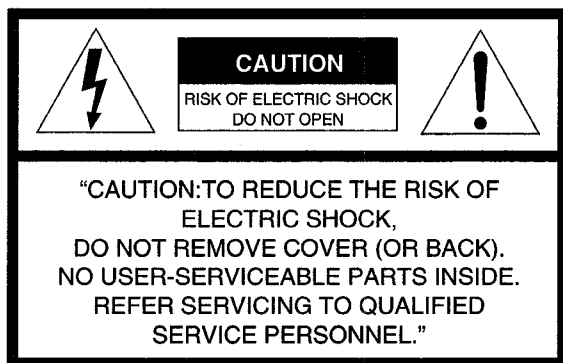 CAUTION
RISK OF ELECTRIC SHOCK
DO NOT OPEN
"CAUTION:TO REDUCE THE RISK OF
ELECTRIC SHOCK,
DO NOT REMOVE COVER (OR BACK).
NO USER-SERVICEABLE PARTS INSIDE.
REFER SERVICING TO QUALIFIED
SERVICE PERSONNEL."